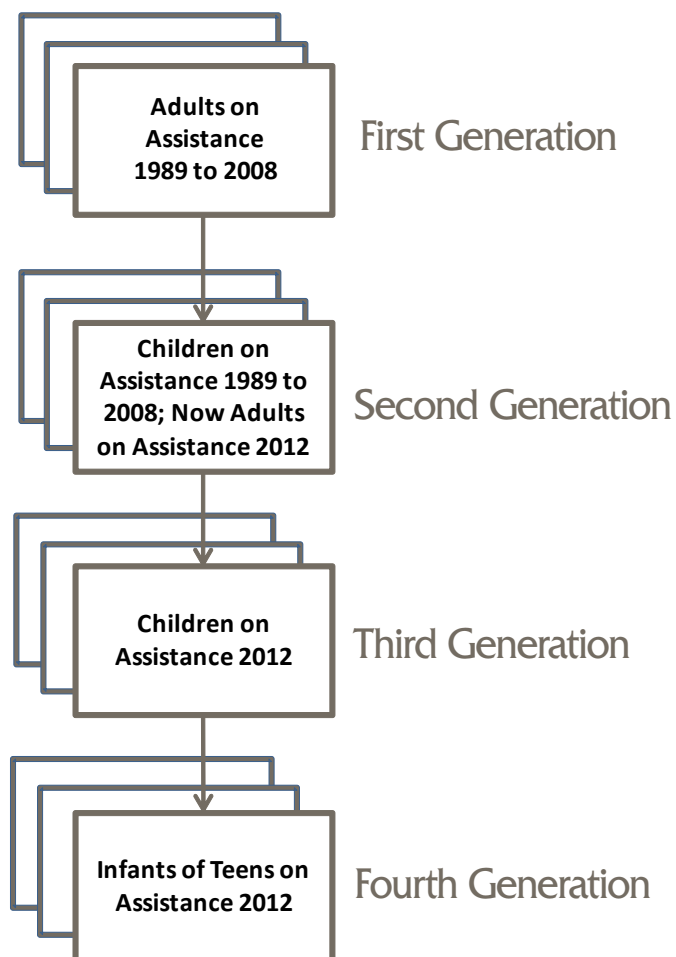 Adults on
Assistance
1989 to 2008
First Generation
Children on
Assistance 1989 to
2008; Now Adults
on Assistance 2012
Second Generation
Children on
Assistance 2012
Third Generation
Infants of Teens on
Assistance 2012
Fourth Generation